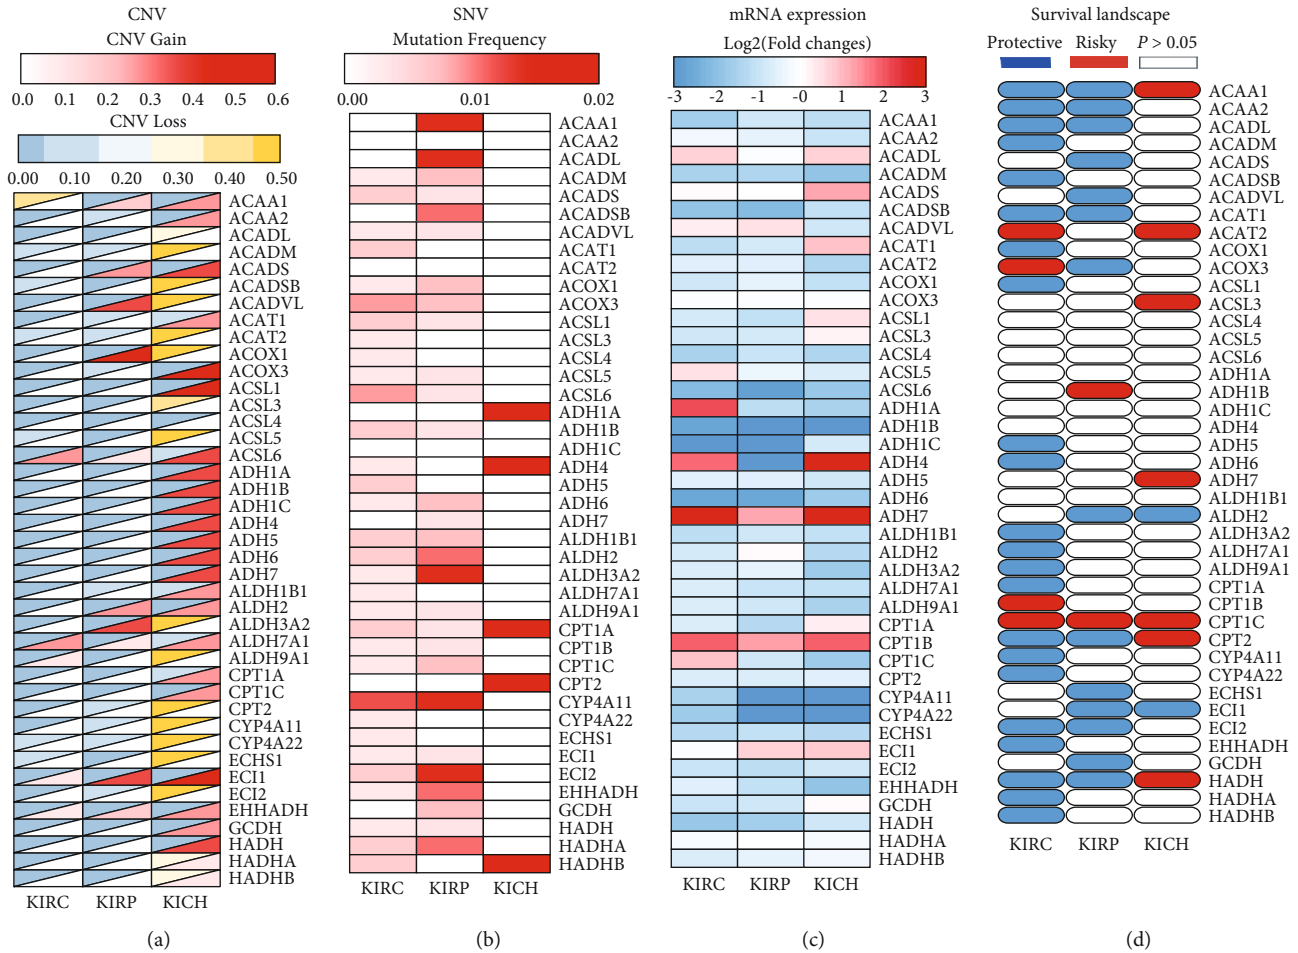 CNV
CNV Gain
0.0 0.1 0.2 0.3 0.4 0.5 0.6
CNV Loss
0.00 0.20 0.30 0.40 0.50
ACAA1
ACAA2
ACADL
ACADM
ACADS
ACADSB
ACADVL
ACAT1
ACAT2
ACOX1
ACOX3
ACSL1
ACSL3
ACSL4
ACSL5
ACSL6
ADH1A
ADH1B
ADH1C
ADH4
ADH5
ADH6
ADH7
ALDH1B1
ALDH2
ALDH3A2
ALDH7A1
ALDH9A1
CPT1A
CPT1C
CPT2
CYP4A11
CYP4A22
ECHS1
ECI1
ECI2
EHHADH
GCDH
HADH
HADHA
HADHB
KIRC KIRP KICH
(a)
SNV
Mutation Frequency
0.00 0.01 0.02
ACAA1
ACAA2
ACADL
ACADM
ACADS
ACADSB
ACADVL
ACAT1
ACAT2
ACOX1
ACOX3
ACSL1
ACSL3
ACSL4
ACSL5
ACSL6
ADH1A
ADH1B
ADH1C
ADH4
ADH5
ADH6
ADH7
ALDH1B1
ALDH2
ALDH3A2
ALDH7A1
ALDH9A1
CPT1A
CPT1B
CPT1C
CPT2
CYP4A11
CYP4A22
ECHS1
ECI1
ECI2
EHHADH
GCDH
HADH
HADHA
HADHB
KIRC KIRP KICH
(b)
mRNA expression
Log2(Fold changes)
-3 -2 -1 -0 2 3
ACAA1
ACAA2
ACADL
ACADM
ACADS
ACADSB
ACADVL
ACAT1
ACAT2
ACOX1
ACOX3
ACSL1
ACSL3
ACSL4
ACSL5
ACSL6
ADH1A
ADH1B
ADH1C
ADH4
ADH5
ADH6
ADH7
ALDH1B1
ALDH2
ALDH3A2
ALDH7A1
ALDH9A1
CPT1A
CPT1B
CPT1C
CPT2
CYP4A11
CYP4A22
ECHS1
ECI1
ECI2
EHHADH
GCDH
HADH
HADHA
HADHB
KIRC KIRP KICH
(c)
Survival landscape
Protective Risky P > 0.05
ACAA1
ACAA2
ACADL
ACADM
ACADS
ACADSB
ACADVL
ACAT1
ACAT2
ACOX1
ACOX3
ACSL1
ACSL3
ACSL4
ACSL5
ACSL6
ADH1A
ADH1B
ADH1C
ADH4
ADH5
ADH6
ADH7
ALDH1B1
ALDH2
ALDH3A2
ALDH7A1
ALDH9A1
CPT1A
CPT1B
CPT1C
CPT2
CYP4A11
CYP4A22
ECHS1
ECI1
ECI2
EHHADH
GCDH
HADH
HADHA
HADHB
KIRC KIRP KICH
(d)